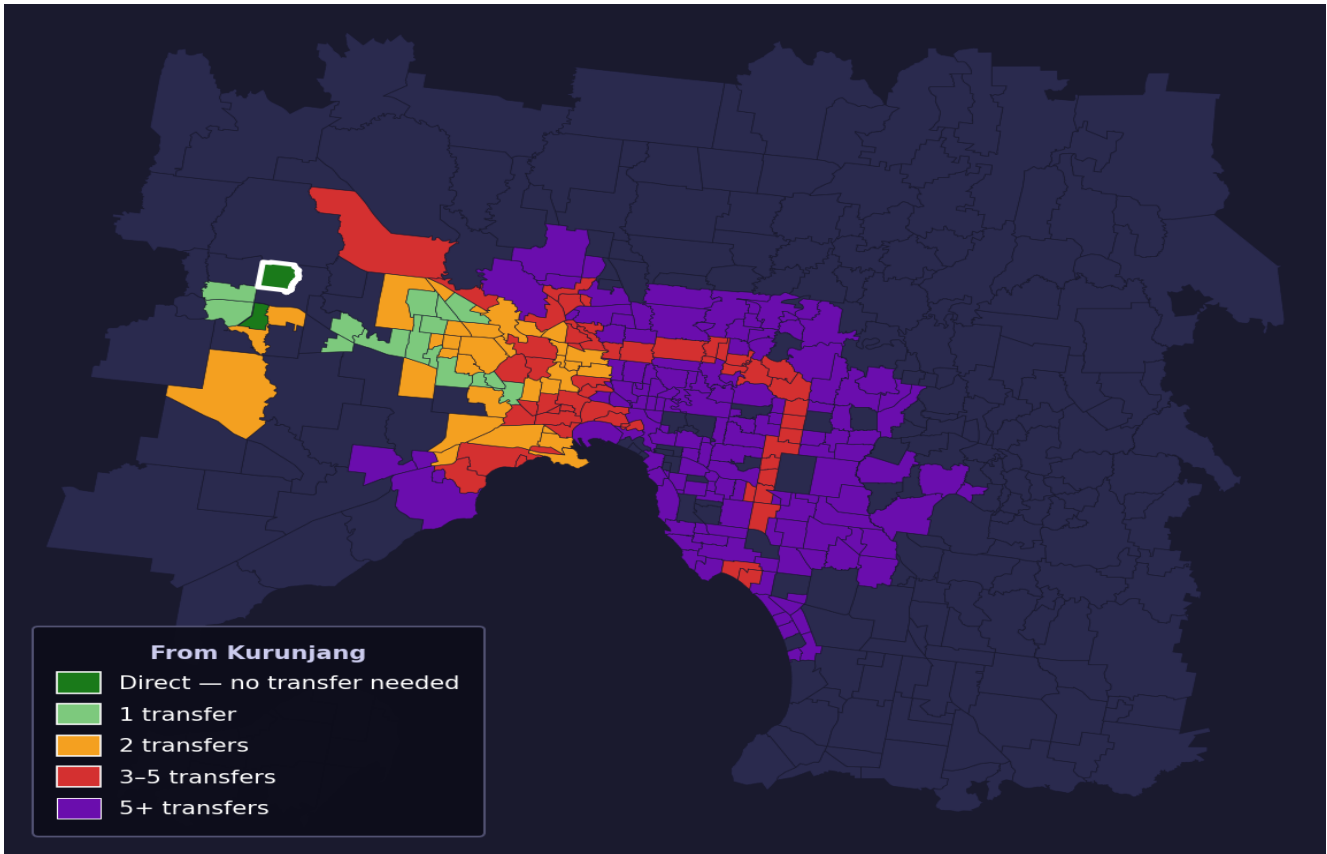 From Kurunjang
Direct — no transfer needed
1 transfer
2 transfers
3–5 transfers
5+ transfers